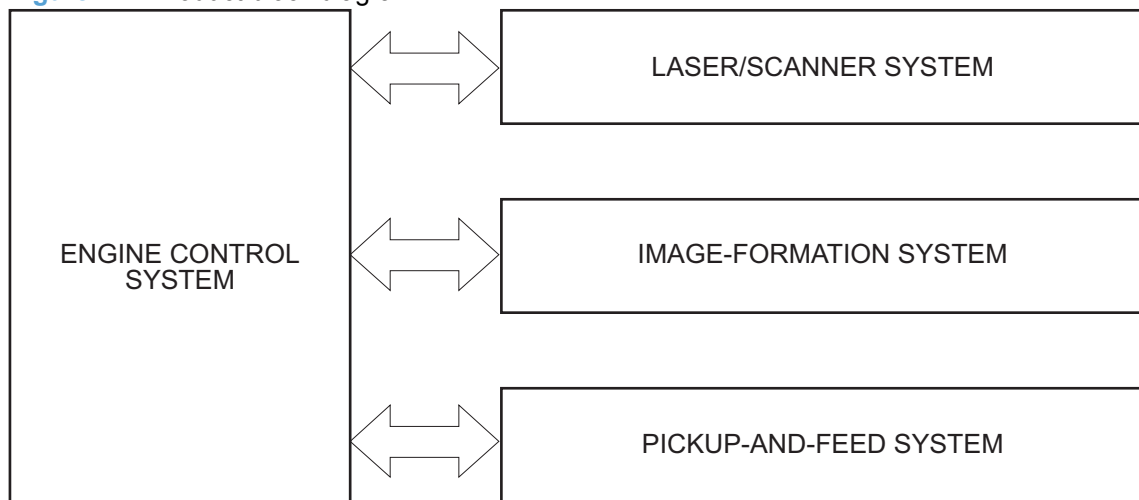 LASER/SCANNER SYSTEM
ENGINE CONTROL
SYSTEM
IMAGE-FORMATION SYSTEM
PICKUP-AND-FEED SYSTEM